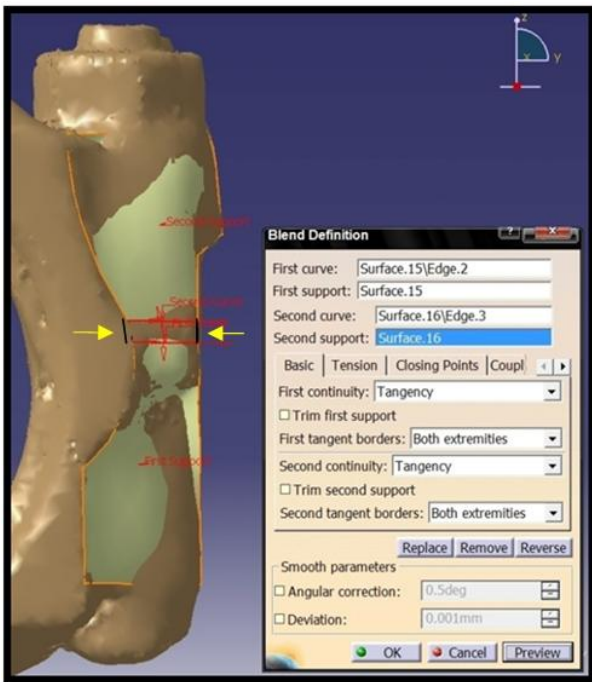 z
x
y
Second Support
First Support
Blend Definition
?
First curve: Surface.15\Edge.2
First support: Surface.15
Second curve: Surface.16\Edge.3
Second support: Surface.16
Basic Tension Closing Points Coupl
First continuity: Tangency
Trim first support
First tangent borders: Both extremities
Second continuity: Tangency
Trim second support
Second tangent borders: Both extremities
Replace Remove Reverse
Smooth parameters
Angular correction: 0.5deg
Deviation: 0.001mm
OK Cancel Preview